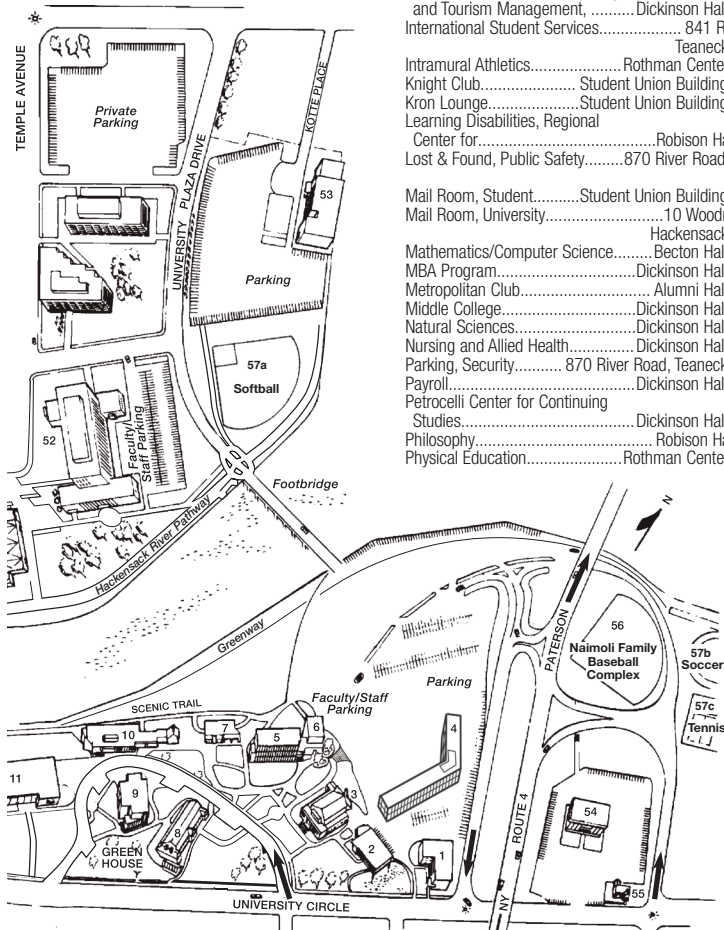 and Tourism Management, ..........Dickinson Hal
International Student Services.................... 841 R
Teaneck
Intramural Athletics............................Rothman Cente
Knight Club....................... Student Union Building
Kron Lounge......................Student Union Building
Learning Disabilities, Regional
Center for..........................................Robison Ha
Lost & Found, Public Safety.........870 River Road
Mail Room, Student...........Student Union Building
Mail Room, University.............................10 Wood
Hackensack
Mathematics/Computer Science.........Becton Hal
MBA Program..................................Dickinson Hal
Metropolitan Club................................Alumni Hal
Middle College.................................Dickinson Hal
Natural Sciences..............................Dickinson Hal
Nursing and Allied Health................Dickinson Hal
Parking, Security........... 870 River Road, Teaneck
Payroll.............................................Dickinson Hal
Petrocelli Center for Continuing
Studies..........................................Dickinson Hal
Philosophy............................................ Robison Ha
Physical Education.......................Rothman Cente
TEMPLE AVENUE
Private
Parking
UNIVERSITY PLAZA DRIVE
KOTTE PLACE
53
Parking
57a
Softball
52
Faculty/
Staff Parking
Footbridge
Hackensack River Pathway
Greenway
N
PATERSON
56
Naimoli Family
Baseball
Complex
57b
Soccer
57c
Tennis
SCENIC TRAIL
Faculty/Staff
Parking
Parking
10
7
5
6
4
11
9
8
3
2
1
54
55
GREEN
HOUSE
ROUTE 4
NY
UNIVERSITY CIRCLE